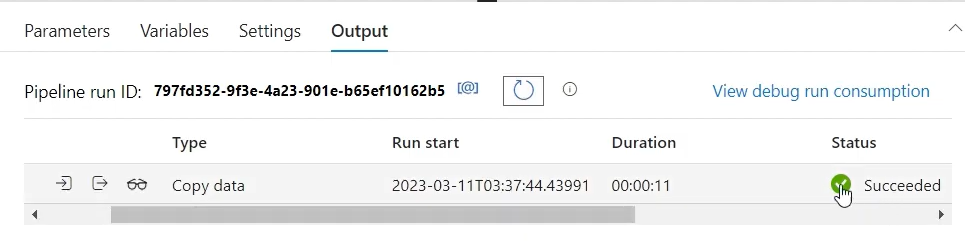 Parameters Variables Settings Output
Pipeline run ID: 797fd352-9f3e-4a23-901e-b65ef10162b5 [@] View debug run consumption
Type Run start Duration Status
Copy data 2023-03-11T03:37:44.43991 00:00:11 Succeeded